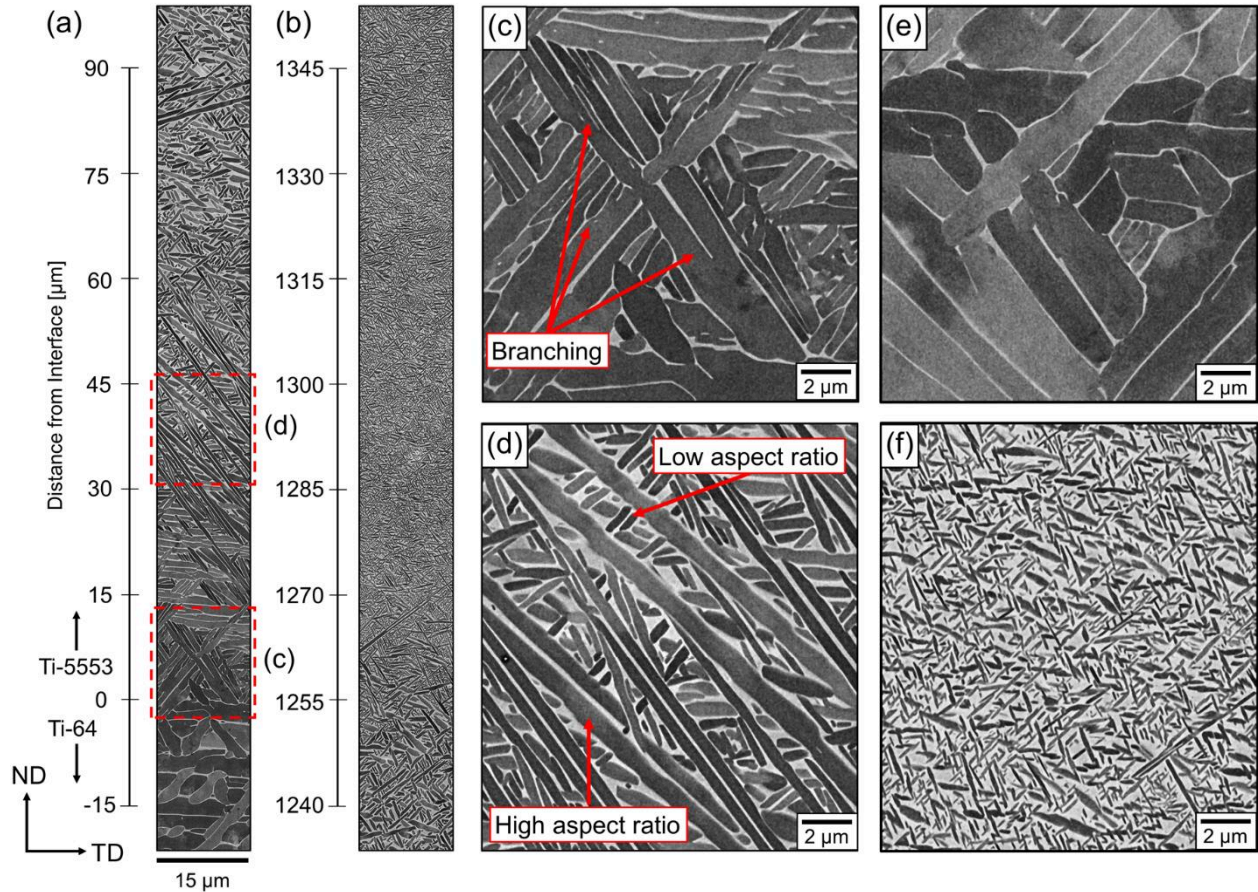 (a)
Distance from Interface [µm]
90
75
60
45
30
15
0
-15
Ti-5553
Ti-64
ND
TD
15 µm
(d)
(c)
(b)
1345
1330
1315
1300
1285
1270
1255
1240
(c)
Branching
2 µm
(d)
Low aspect ratio
High aspect ratio
2 µm
(e)
2 µm
(f)
2 µm